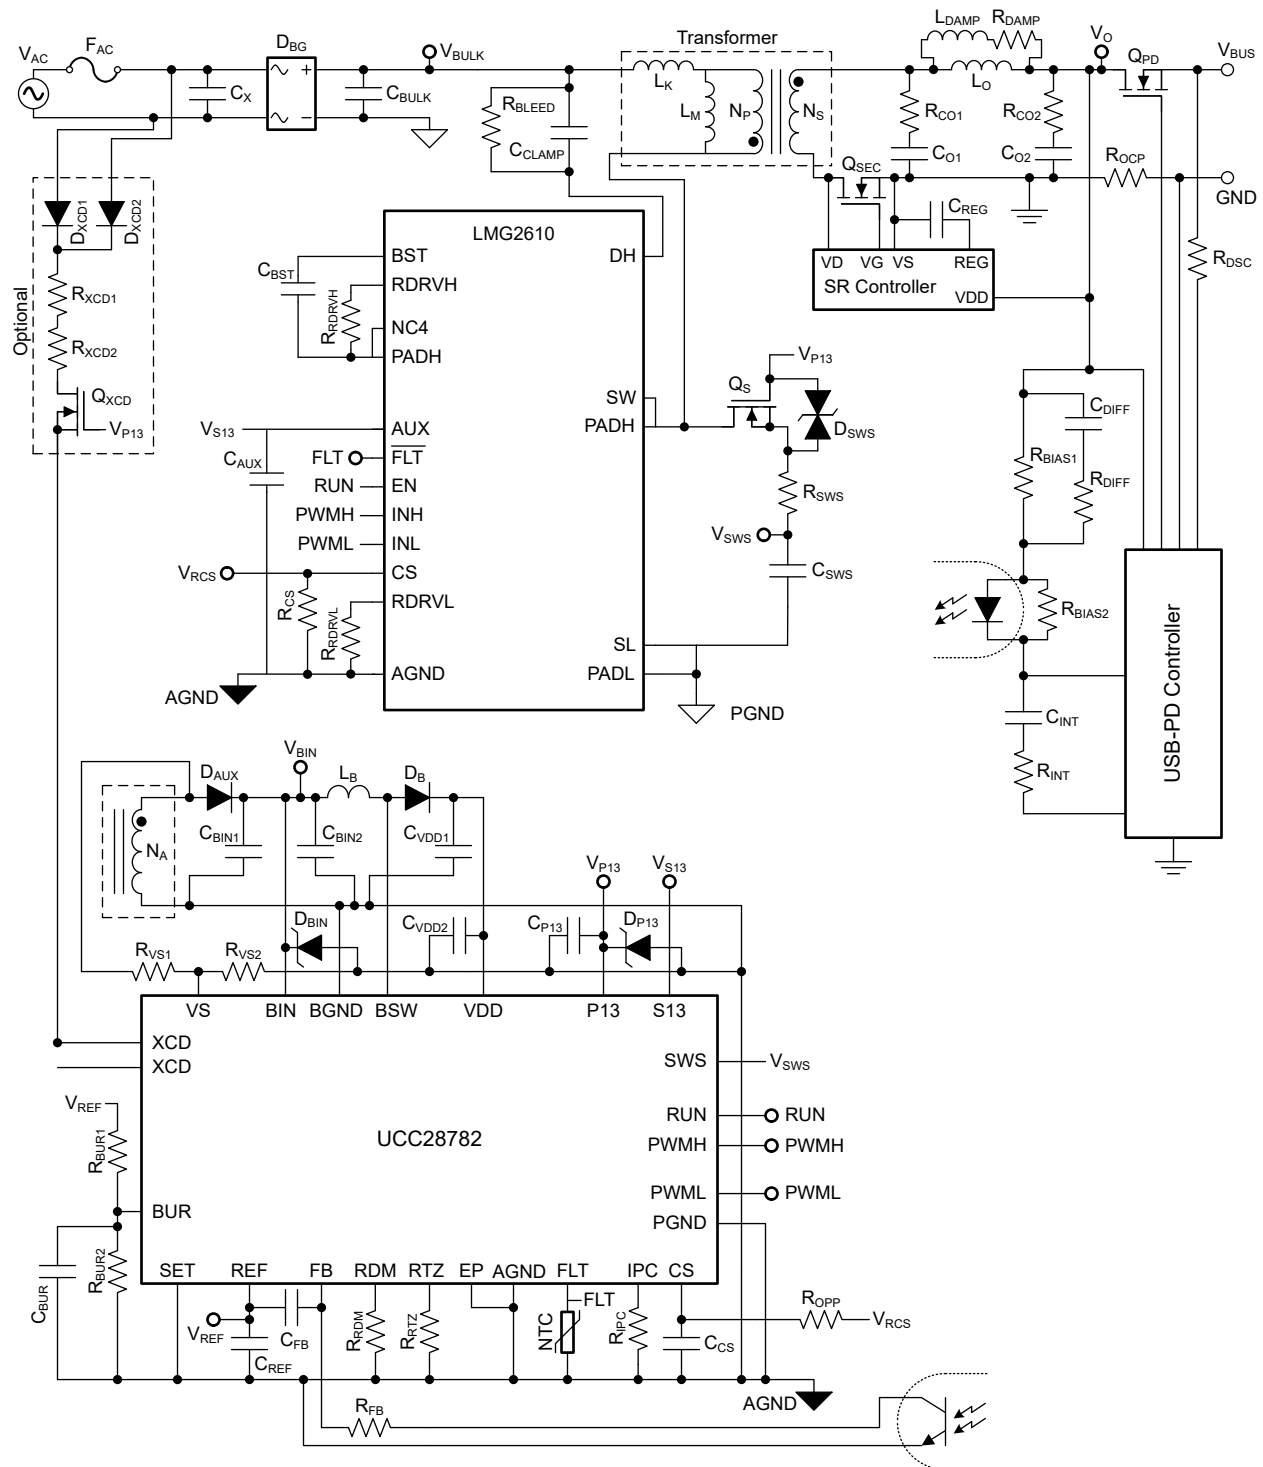 VAC
FAC
DBG
CX
CBULK
VBULK
RBLEED
CCLAMP
Transformer
LK
LM
NP
NS
LDAMP
RDAMP
LO
VO
QPD
VBUS
RCO1
CO1
RCO2
CO2
QSEC
ROCP
GND
CREG
VD
VG
VS
REG
SR Controller
VDD
RDSC
Optional
DXCD1
DXCD2
RXCD1
RXCD2
QXCD
VP13
LMG2610
BST
RDRVH
NC4
PADH
AUX
FLT
EN
INH
INL
CS
RDRVL
AGND
DH
SW
PADH
SL
PADL
CBST
RRDRVH
VS13
CAUX
FLT
RUN
PWMH
PWML
VRCS
RCS
RRDRVL
AGND
PGND
VP13
QS
DSWS
RSWS
VSWS
CSWS
CDIFF
RBIAS1
RDIFF
RBIAS2
CINT
RINT
USB-PD Controller
NA
DAUX
VBIN
LB
DB
CBIN1
CBIN2
CVDD1
VP13
VS13
DBIN
CVDD2
CP13
DP13
RVS1
RVS2
VS
BIN
BGND
BSW
VDD
P13
S13
XCD
XCD
SWS
VSWS
VREF
RBUR1
UCC28782
RUN
RUN
PWMH
PWMH
PWML
PWML
BUR
PGND
RBUR2
CBUR
SET
REF
FB
RDM
RTZ
EP
AGND
FLT
IPC
CS
VREF
CREF
CFB
RRDM
RRTZ
NTC
FLT
RIPC
CCS
ROPP
VRCS
AGND
RFB